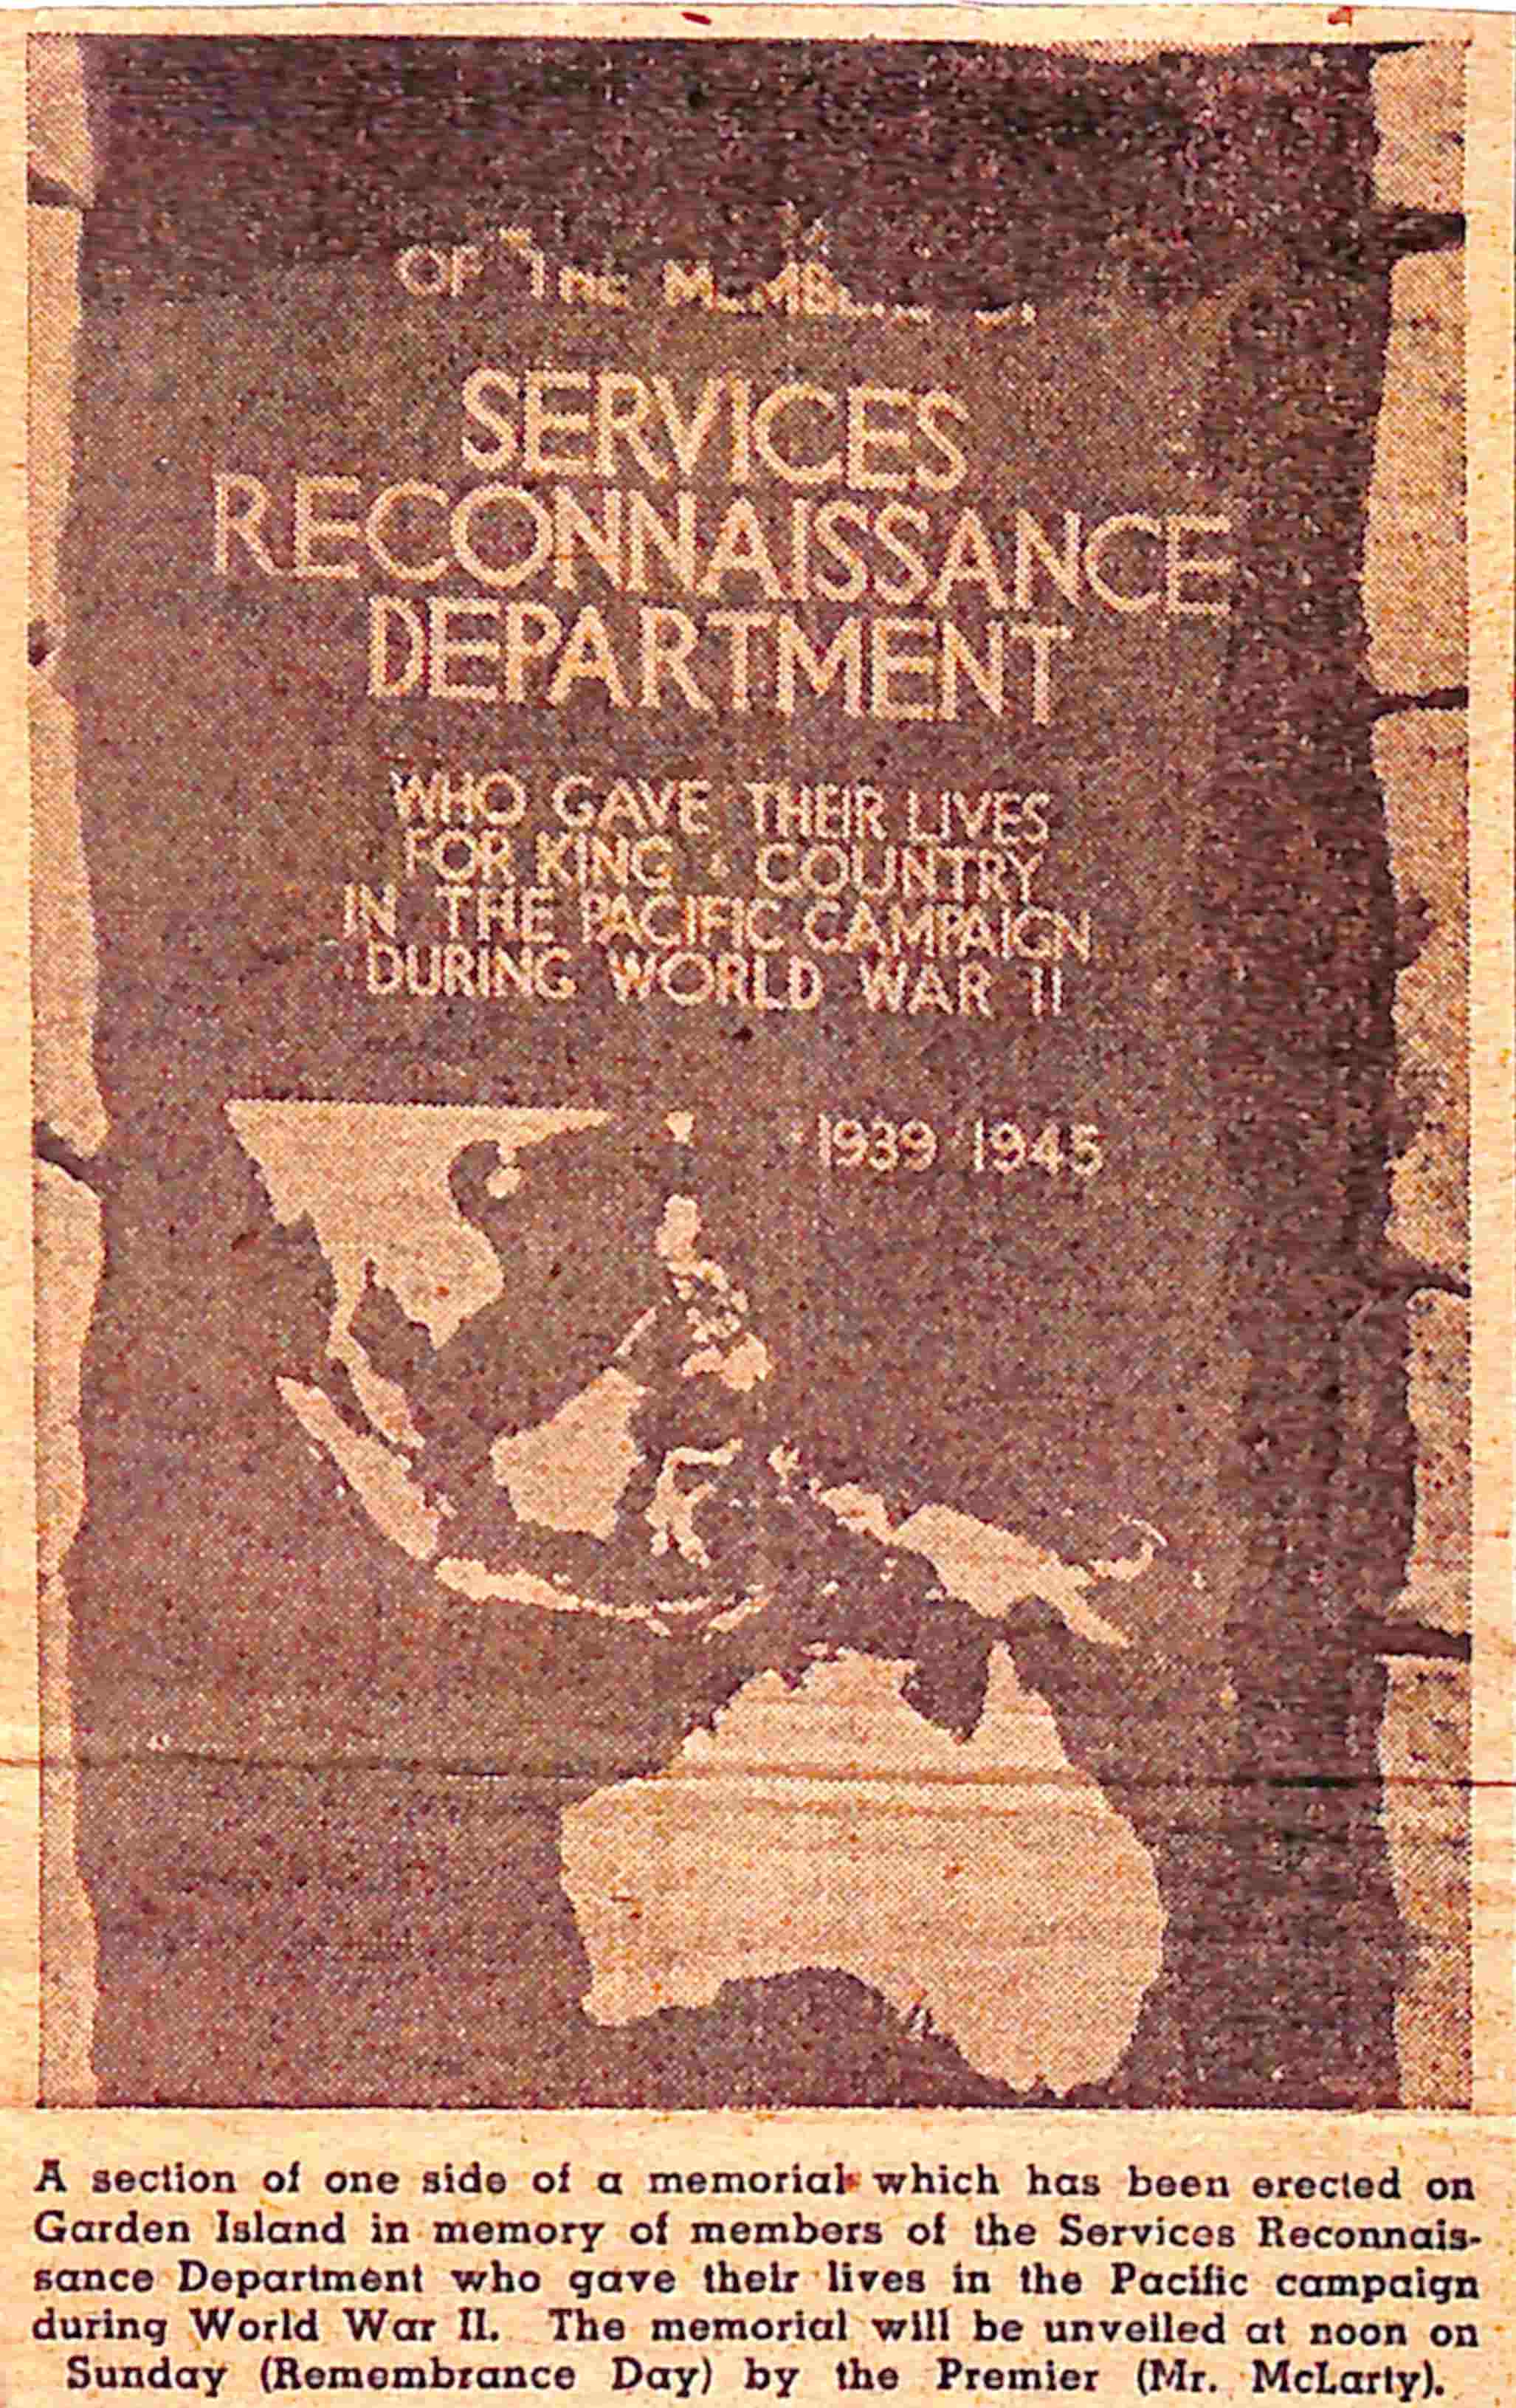 OF THE
SERVICES
RECONNAISSANCE
DEPARTMENT
WHO GAVE THEIR LIVES
FOR KING & COUNTRY
IN THE PACIFIC CAMPAIGN
DURING WORLD WAR II
1939 1945
A section of one side of a memorial which has been erected on
Garden Island in memory of members of the Services Reconnais-
sance Department who gave their lives in the Pacific campaign
during World War II. The memorial will be unveiled at noon on
Sunday (Remembrance Day) by the Premier (Mr. McLarty).